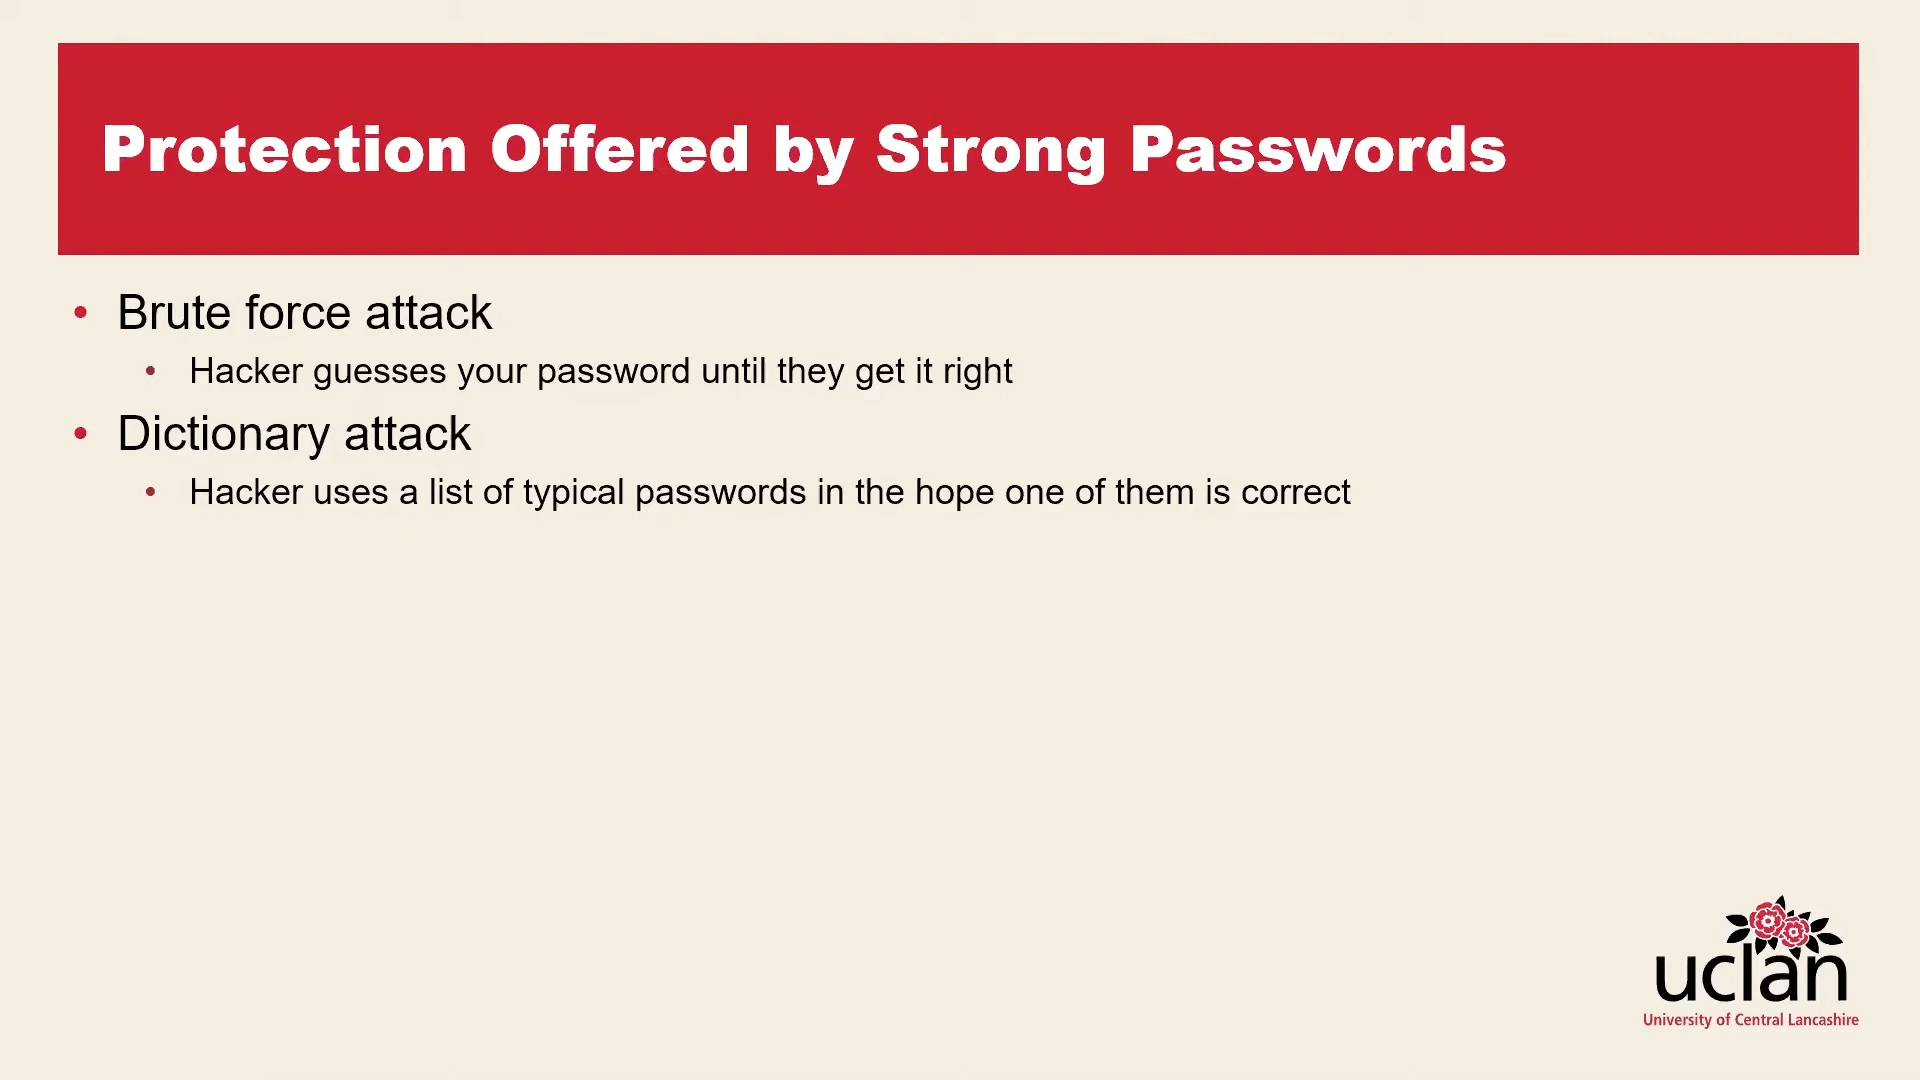 Protection Offered by Strong Passwords
• Brute force attack
• Hacker guesses your password until they get it right
• Dictionary attack
• Hacker uses a list of typical passwords in the hope one of them is correct
uclan
University of Central Lancashire